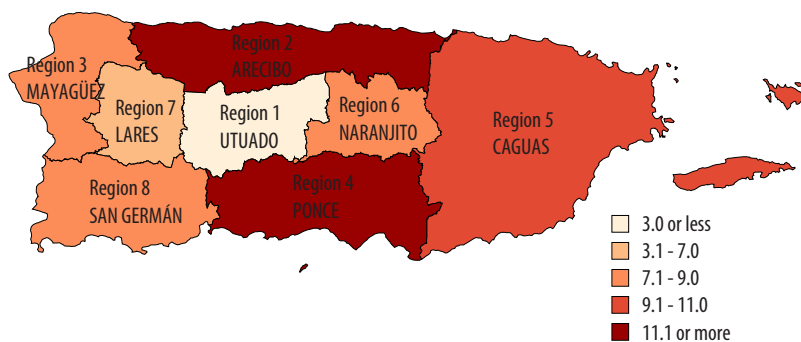 Region 2
ARECIBO
Region 3
MAYAGÜEZ
Region 7
LARES
Region 1
UTUADO
Region 6
NARANJITO
Region 5
CAGUAS
Region 8
SAN GERMÁN
Region 4
PONCE
3.0 or less
3.1 - 7.0
7.1 - 9.0
9.1 - 11.0
11.1 or more